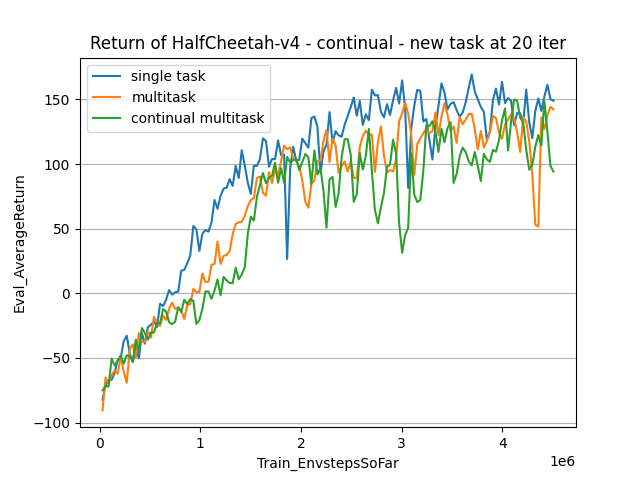 Return of HalfCheetah-v4 - continual - new task at 20 iter
single task
multitask
continual multitask
Eval_AverageReturn
150
100
50
0
−50
−100
0
1
2
3
4
1e6
Train_EnvstepsSoFar